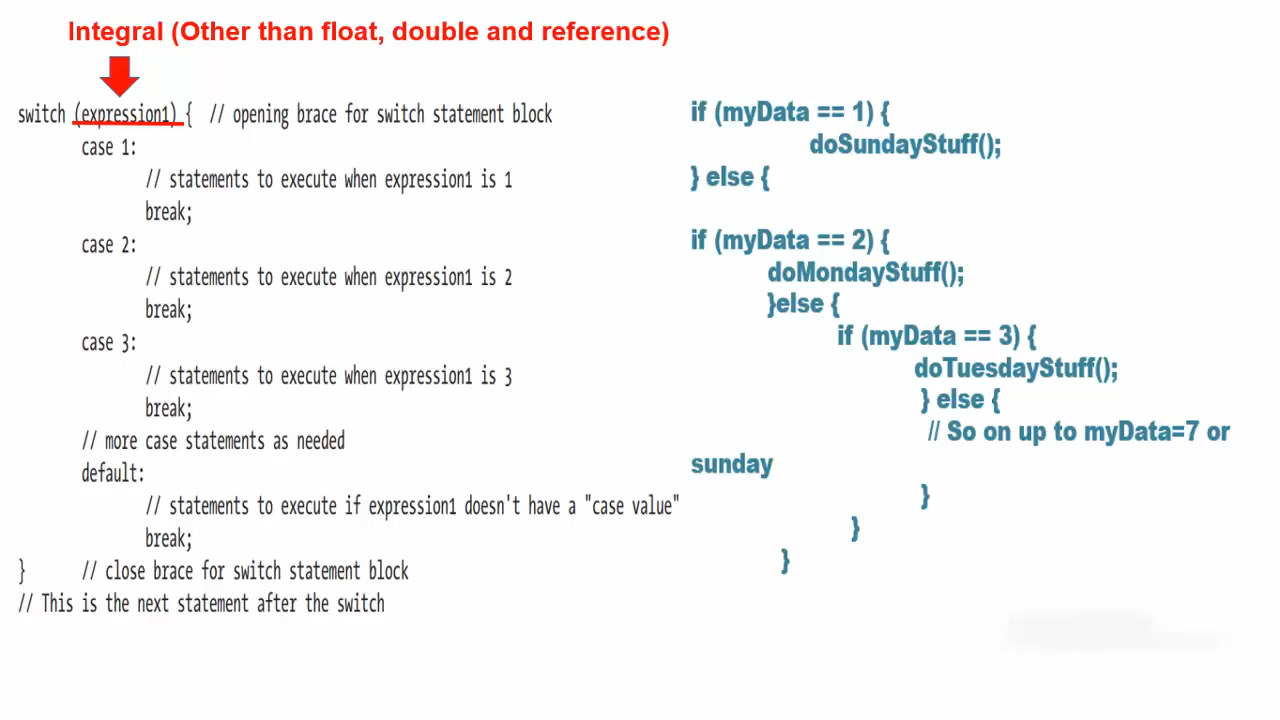 Integral (Other than float, double and reference)
switch (expression1) { // opening brace for switch statement block
case 1:
// statements to execute when expression1 is 1
break;
case 2:
// statements to execute when expression1 is 2
break;
case 3:
// statements to execute when expression1 is 3
break;
// more case statements as needed
default:
// statements to execute if expression1 doesn't have a "case value"
break;
} // close brace for switch statement block
// This is the next statement after the switch
if (myData == 1) {
doSundayStuff();
} else {
if (myData == 2) {
doMondayStuff();
}else {
if (myData == 3) {
doTuesdayStuff();
} else {
// So on up to myData=7 or
sunday
}
}
}